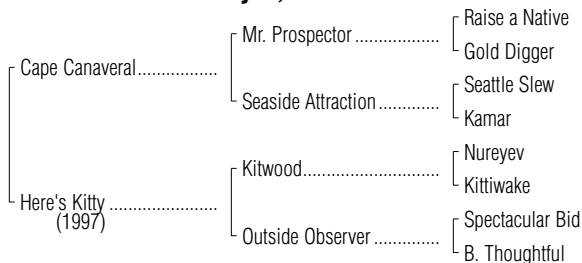 Raise a Native
Mr. Prospector
Gold Digger
Cape Canaveral
Seattle Slew
Seaside Attraction
Kamar
Nureyev
Kitwood
Kittiwake
Here's Kitty
(1997)
Spectacular Bid
Outside Observer
B. Thoughtful